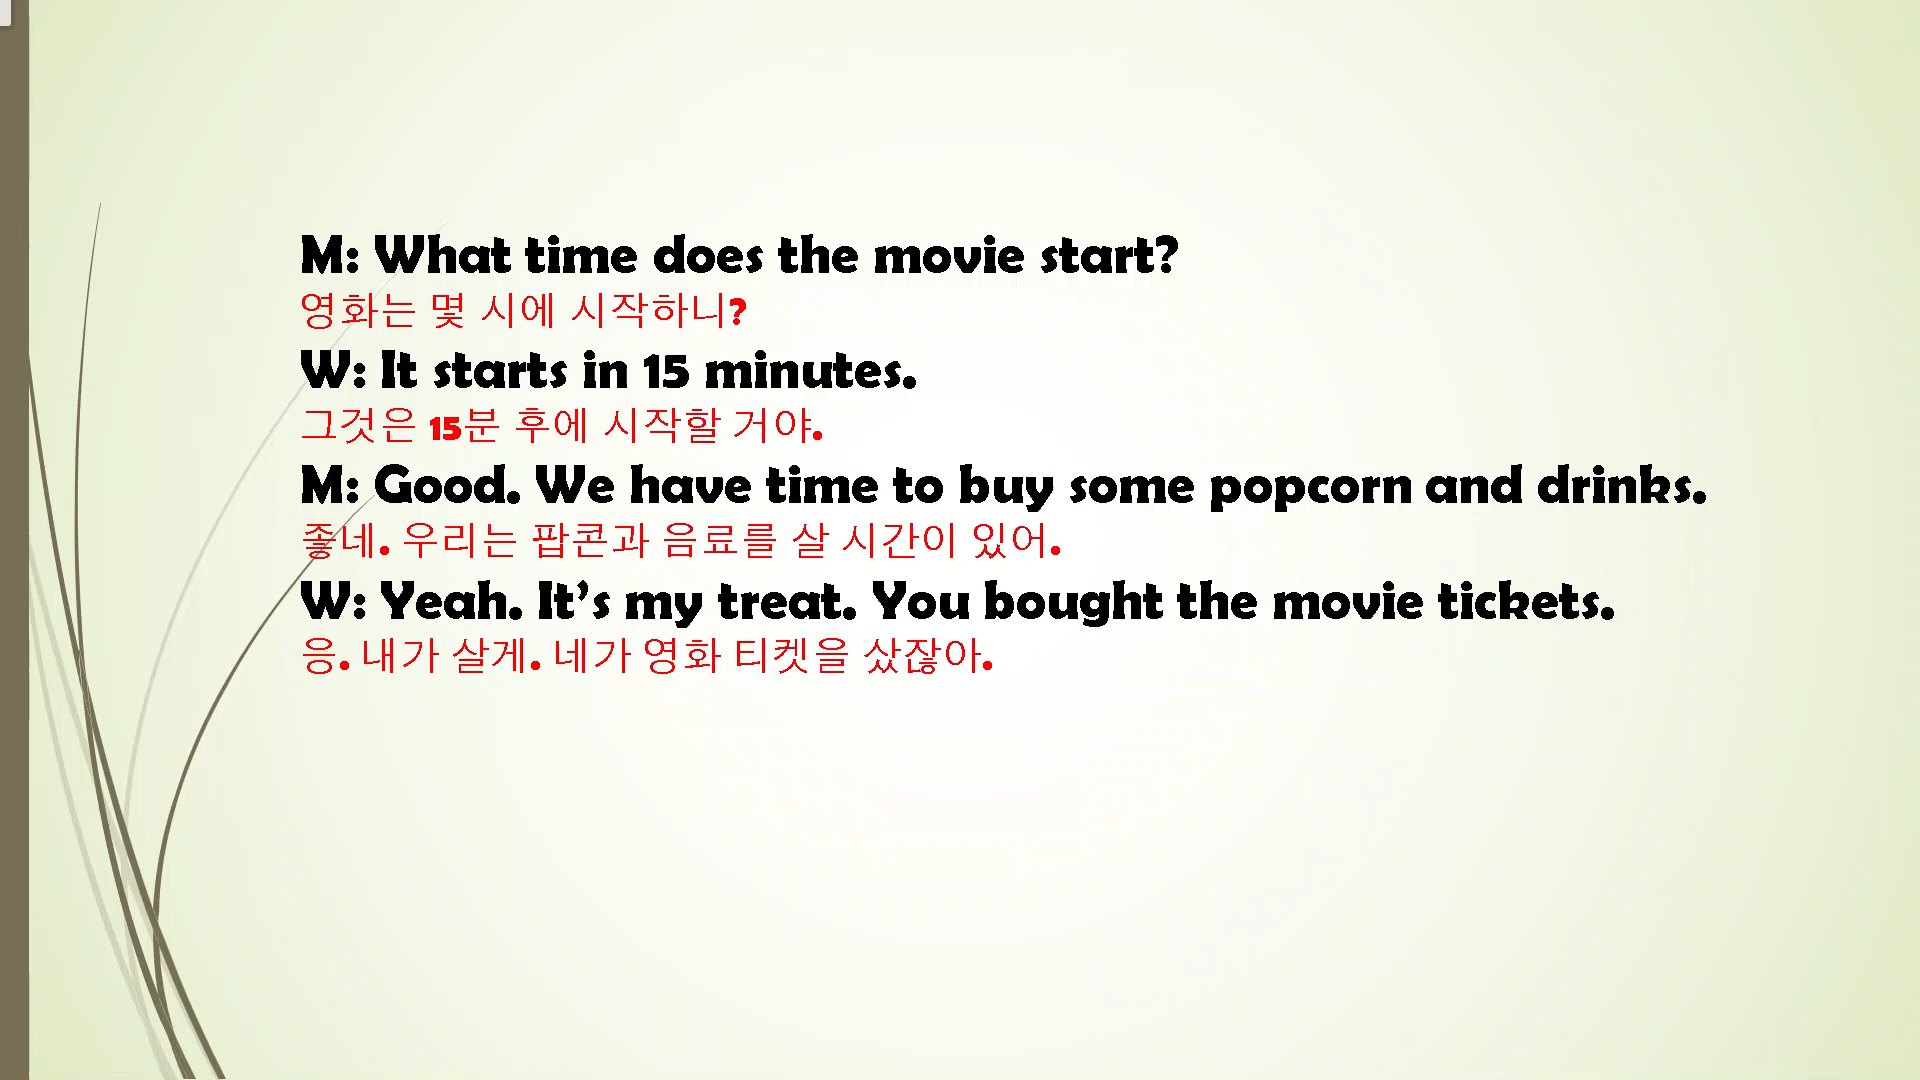 M: What time does the movie start?
영화는 몇 시에 시작하니?
W: It starts in 15 minutes.
그것은 15분 후에 시작할 거야.
M: Good. We have time to buy some popcorn and drinks.
좋네. 우리는 팝콘과 음료를 살 시간이 있어.
W: Yeah. It’s my treat. You bought the movie tickets.
응. 내가 살게. 네가 영화 티켓을 샀잖아.